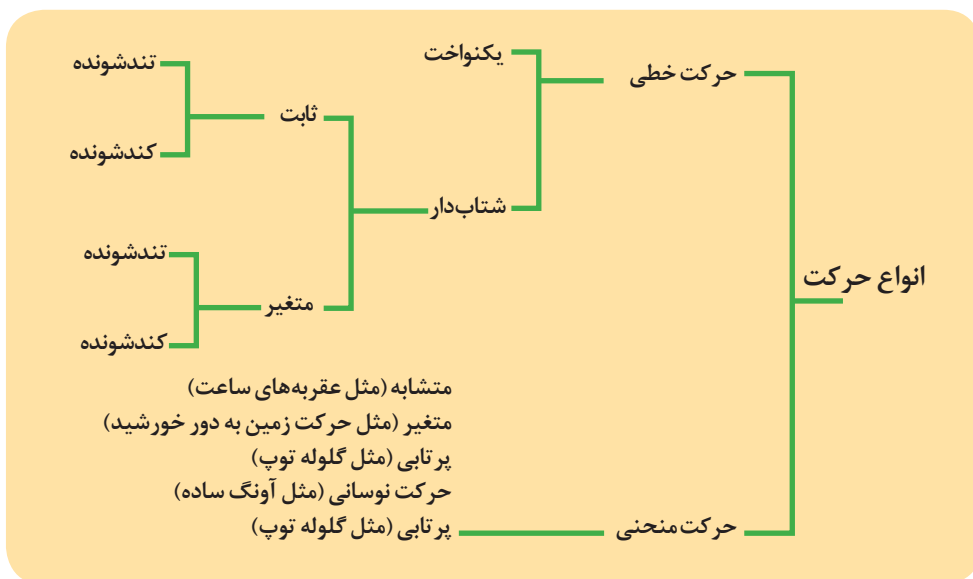 انواع حرکت
حرکت خطی
یکنواخت
شتاب‌دار
ثابت
تندشونده
کندشونده
متغیر
تندشونده
کندشونده
حرکت منحنی
متشابه (مثل عقربه‌های ساعت)
متغیر (مثل حرکت زمین به دور خورشید)
پرتابی (مثل گلوله توپ)
حرکت نوسانی (مثل آونگ ساده)
پرتابی (مثل گلوله توپ)